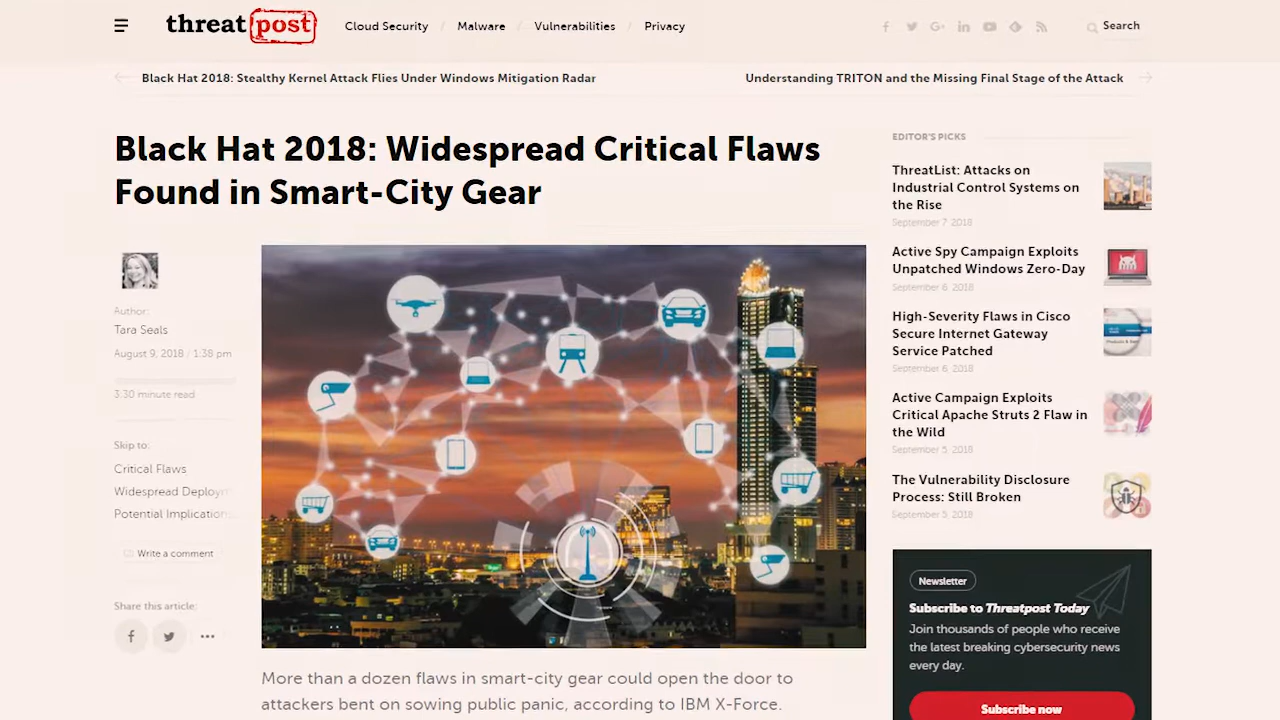 threatpost
Cloud Security / Malware / Vulnerabilities / Privacy
Search
Black Hat 2018: Stealthy Kernel Attack Flies Under Windows Mitigation Radar
Understanding TRITON and the Missing Final Stage of the Attack
Black Hat 2018: Widespread Critical Flaws
Found in Smart-City Gear
Author:
Tara Seals
August 9, 2018 / 1:38 pm
3:30 minute read
Skip to:
Critical Flaws
Widespread Deploym
Potential Implication...
Write a comment
Share this article:
More than a dozen flaws in smart-city gear could open the door to
attackers bent on sowing public panic, according to IBM X-Force.
EDITOR'S PICKS
ThreatList: Attacks on
Industrial Control Systems on
the Rise
September 7, 2018
Active Spy Campaign Exploits
Unpatched Windows Zero-Day
September 6, 2018
High-Severity Flaws in Cisco
Secure Internet Gateway
Service Patched
September 6, 2018
Active Campaign Exploits
Critical Apache Struts 2 Flaw in
the Wild
September 5, 2018
The Vulnerability Disclosure
Process: Still Broken
September 5, 2018
Newsletter
Subscribe to Threatpost Today
Join thousands of people who receive
the latest breaking cybersecurity news
every day.
Subscribe now